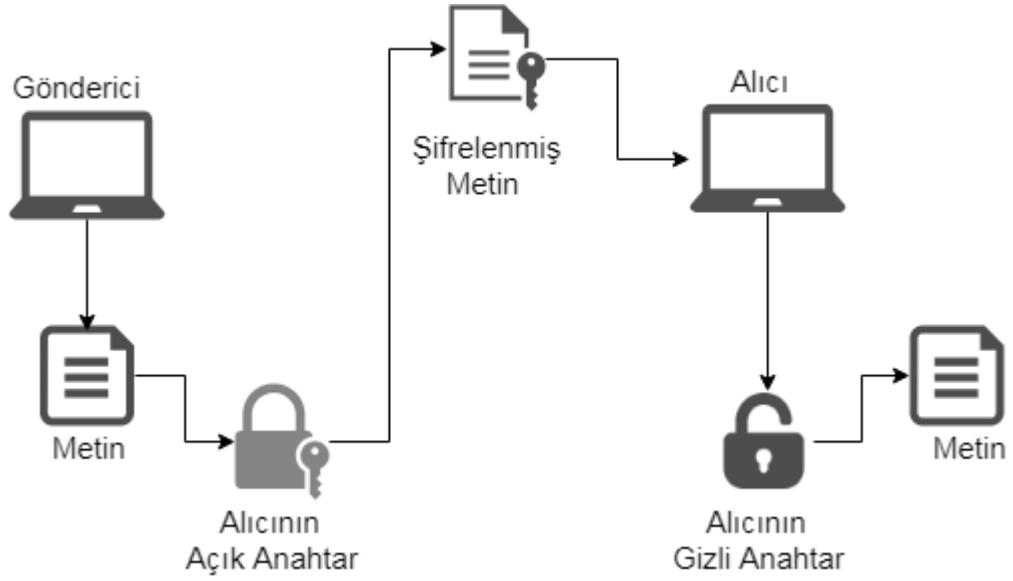 Gönderici
Metin
Alıcının
Açık Anahtar
Şifrelenmiş
Metin
Alıcı
Alıcının
Gizli Anahtar
Metin